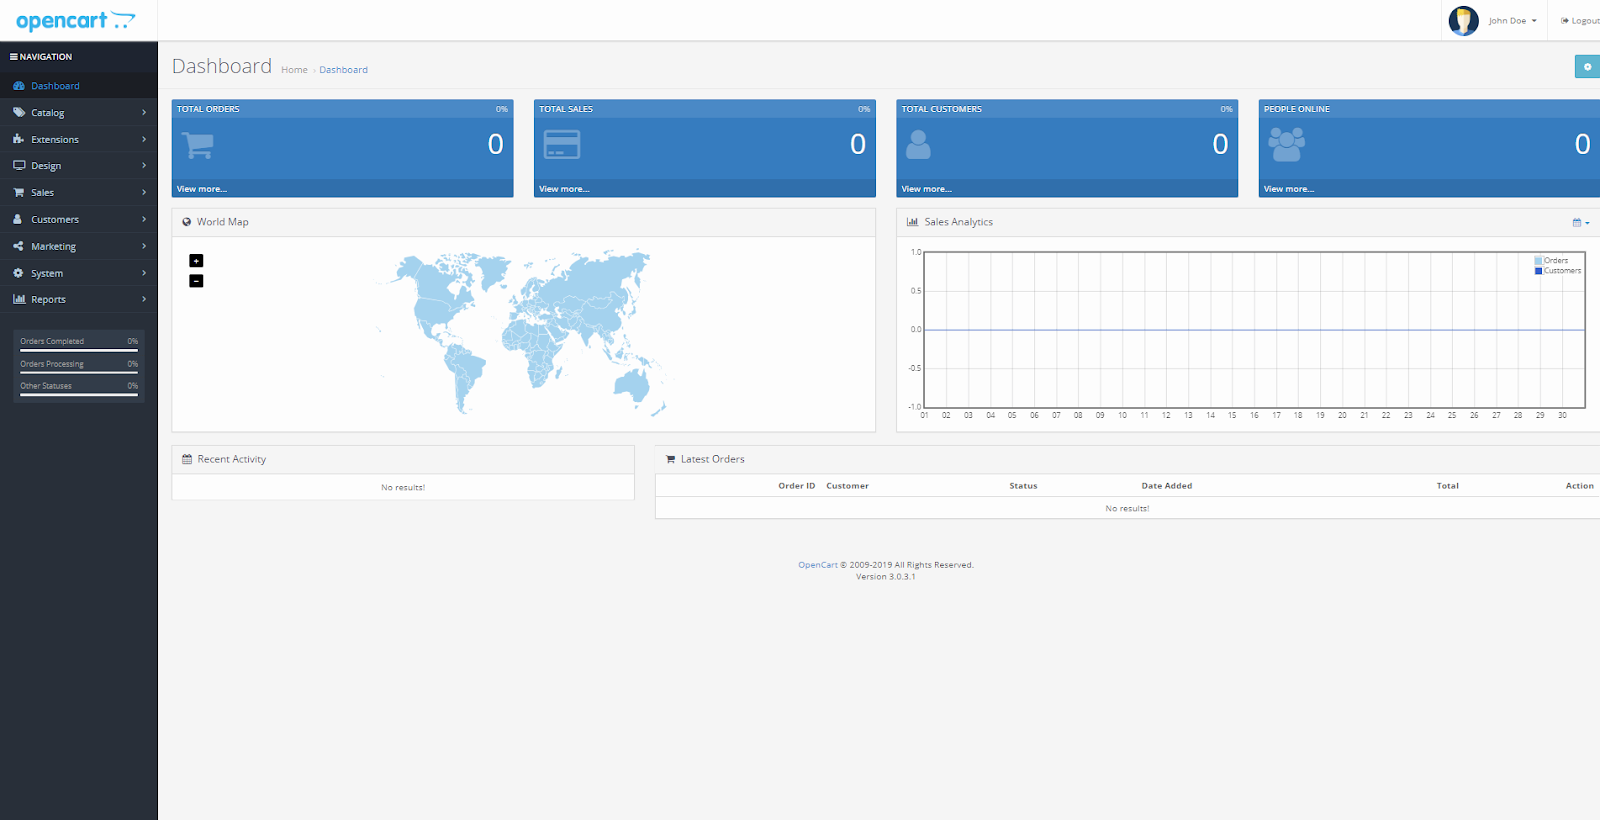 opencart
John Doe
Logout
NAVIGATION
Dashboard
Catalog
Extensions
Design
Sales
Customers
Marketing
System
Reports
Orders Completed 0%
Orders Processing 0%
Other Statuses 0%
Dashboard Home › Dashboard
TOTAL ORDERS 0%
0
View more...
TOTAL SALES 0%
0
View more...
TOTAL CUSTOMERS 0%
0
View more...
PEOPLE ONLINE
0
View more...
World Map
+
−
Sales Analytics
Orders
Customers
1.0
0.5
0.0
-0.5
-1.0
01 02 03 04 05 06 07 08 09 10 11 12 13 14 15 16 17 18 19 20 21 22 23 24 25 26 27 28 29 30
Recent Activity
No results!
Latest Orders
Order ID Customer Status Date Added Total Action
No results!
OpenCart © 2009-2019 All Rights Reserved.
Version 3.0.3.1